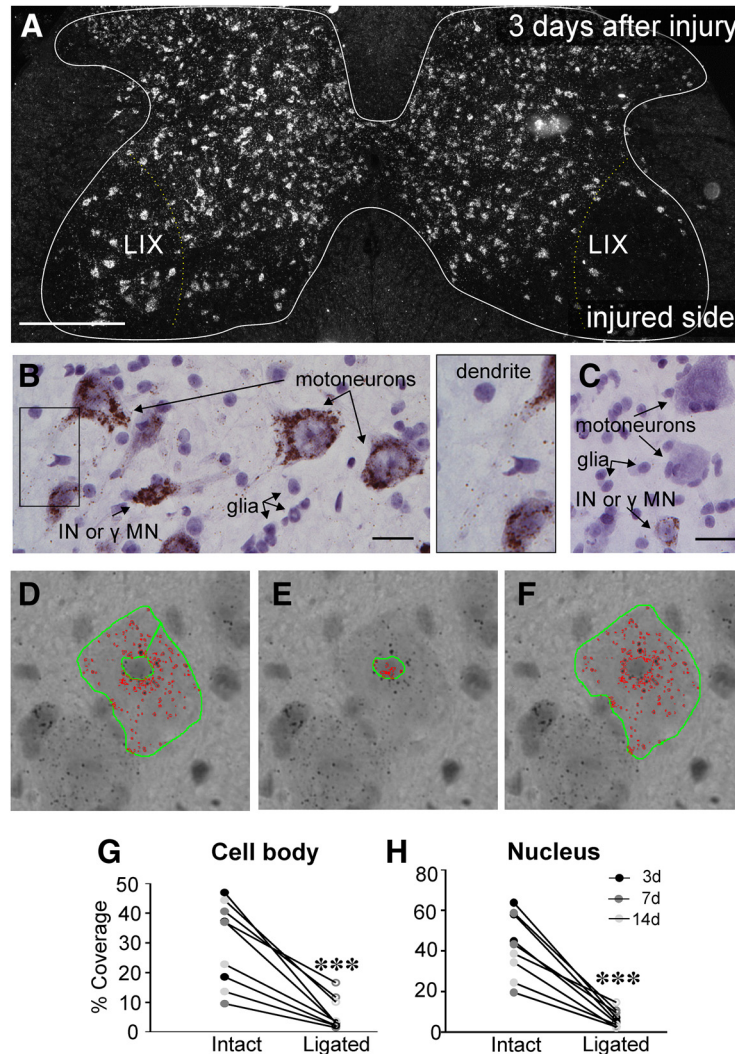 A
3 days after injury
LIX
LIX
injured side
B
motoneurons
IN or γ MN
glia
dendrite
C
motoneurons
glia
IN or γ MN
D
E
F
G
Cell body
% Coverage
50
40
30
20
10
0
Intact
Ligated
***
H
Nucleus
80
60
40
20
0
Intact
Ligated
***
3d
7d
14d